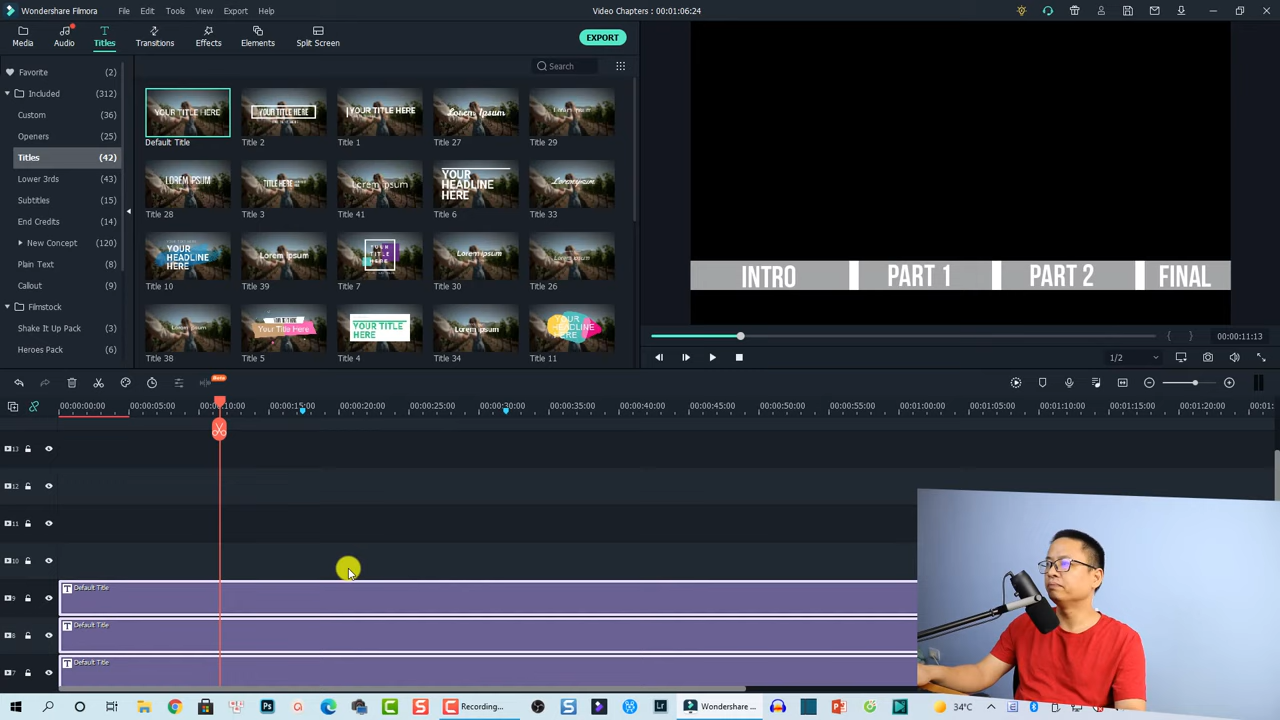 Wondershare Filmora
File
Edit
Tools
View
Export
Help
Video Chapters : 00:01:06:24
Media
Audio
Titles
Transitions
Effects
Elements
Split Screen
EXPORT
Favorite (2)
Included (312)
Custom (36)
Openers (25)
Titles (42)
Lower 3rds (43)
Subtitles (15)
End Credits (14)
New Concept (120)
Plain Text (8)
Callout (6)
Filmstock
Shake It Up Pack (3)
Heroes Pack (5)
Search
YOUR TITLE HERE
Default Title
YOUR TITLE HERE
Title 2
YOUR TITLE HERE
Title 1
Lorem Ipsum
Title 27
Title 29
LOREM IPSUM
Title 28
TITLE HERE
Title 3
Lorem Ipsum
Title 41
YOUR
HEADLINE
HERE
Title 6
Title 33
YOUR
HEADLINE
HERE
Title 10
Lorem Ipsum
Title 39
YOUR
TITLE
HERE
Title 7
Lorem Ipsum
Title 30
Title 26
Title 38
Your Title Here
Title 5
YOUR TITLE
HERE
Title 4
Lorem Ipsum
Title 34
YOUR
HEADLINE
HERE
Title 11
INTRO
PART 1
PART 2
FINAL
00:00:11:13
1/2
Beta
00:00:00:00
00:00:05:00
00:00:10:00
00:00:15:00
00:00:20:00
00:00:25:00
00:00:30:00
00:00:35:00
00:00:40:00
00:00:45:00
00:00:50:00
00:00:55:00
00:01:00:00
00:01:05:00
00:01:10:00
00:01:15:00
00:01:20:00
13
12
11
10
9
Default Title
8
Default Title
7
Default Title
Recording...
Wondershare...
34°C